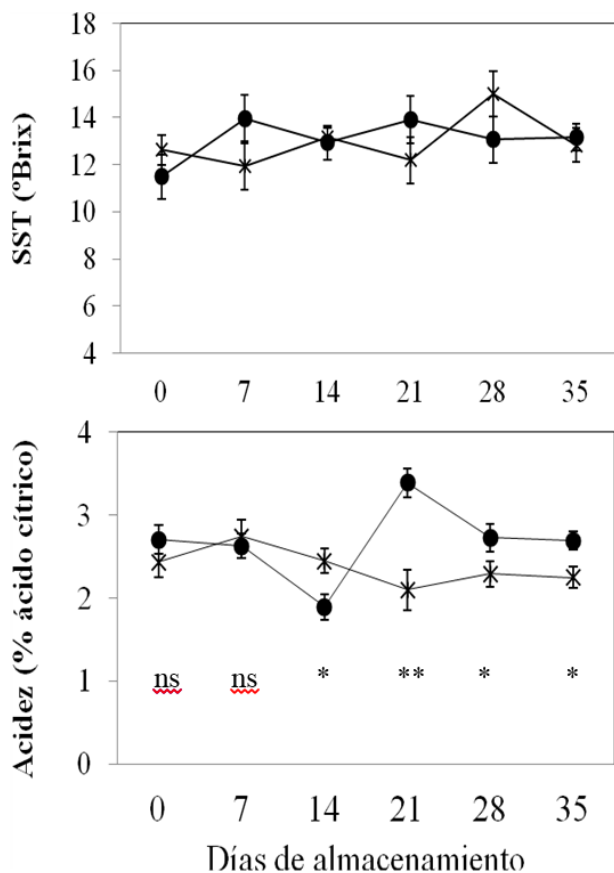 18
16
14
12
10
8
6
4
SST (ºBrix)
0 7 14 21 28 35
4
3
2
1
0
Acidez (% ácido cítrico)
ns ns * ** * *
0 7 14 21 28 35
Días de almacenamiento